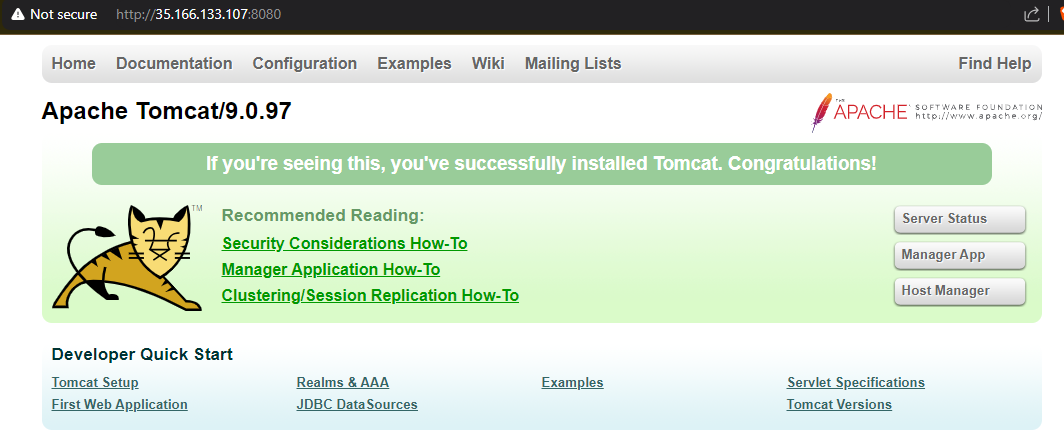 Not secure http://35.166.133.107:8080
Home Documentation Configuration Examples Wiki Mailing Lists Find Help
Apache Tomcat/9.0.97
THE APACHE® SOFTWARE FOUNDATION
http://www.apache.org/
If you're seeing this, you've successfully installed Tomcat. Congratulations!
TM
Recommended Reading:
Security Considerations How-To
Manager Application How-To
Clustering/Session Replication How-To
Server Status
Manager App
Host Manager
Developer Quick Start
Tomcat Setup Realms & AAA Examples Servlet Specifications
First Web Application JDBC DataSources Tomcat Versions